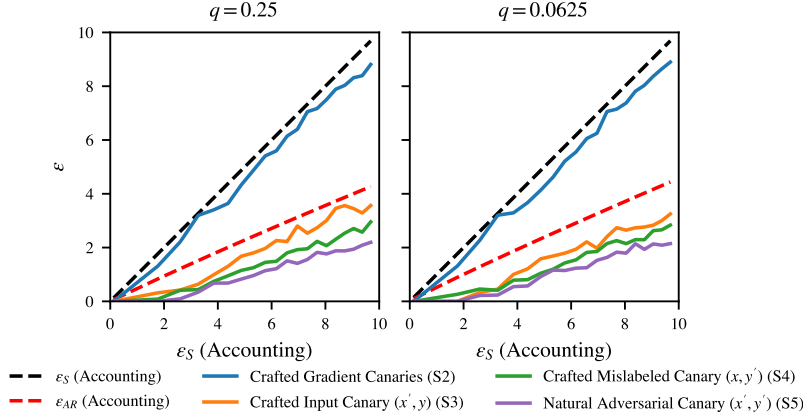 q = 0.25
q = 0.0625
10
8
6
4
2
0
ε
0 2 4 6 8 10
0 2 4 6 8 10
ε_S (Accounting)
ε_S (Accounting)
ε_S (Accounting)
ε_AR (Accounting)
Crafted Gradient Canaries (S2)
Crafted Input Canary (x′, y) (S3)
Crafted Mislabeled Canary (x, y′) (S4)
Natural Adversarial Canary (x′, y′) (S5)